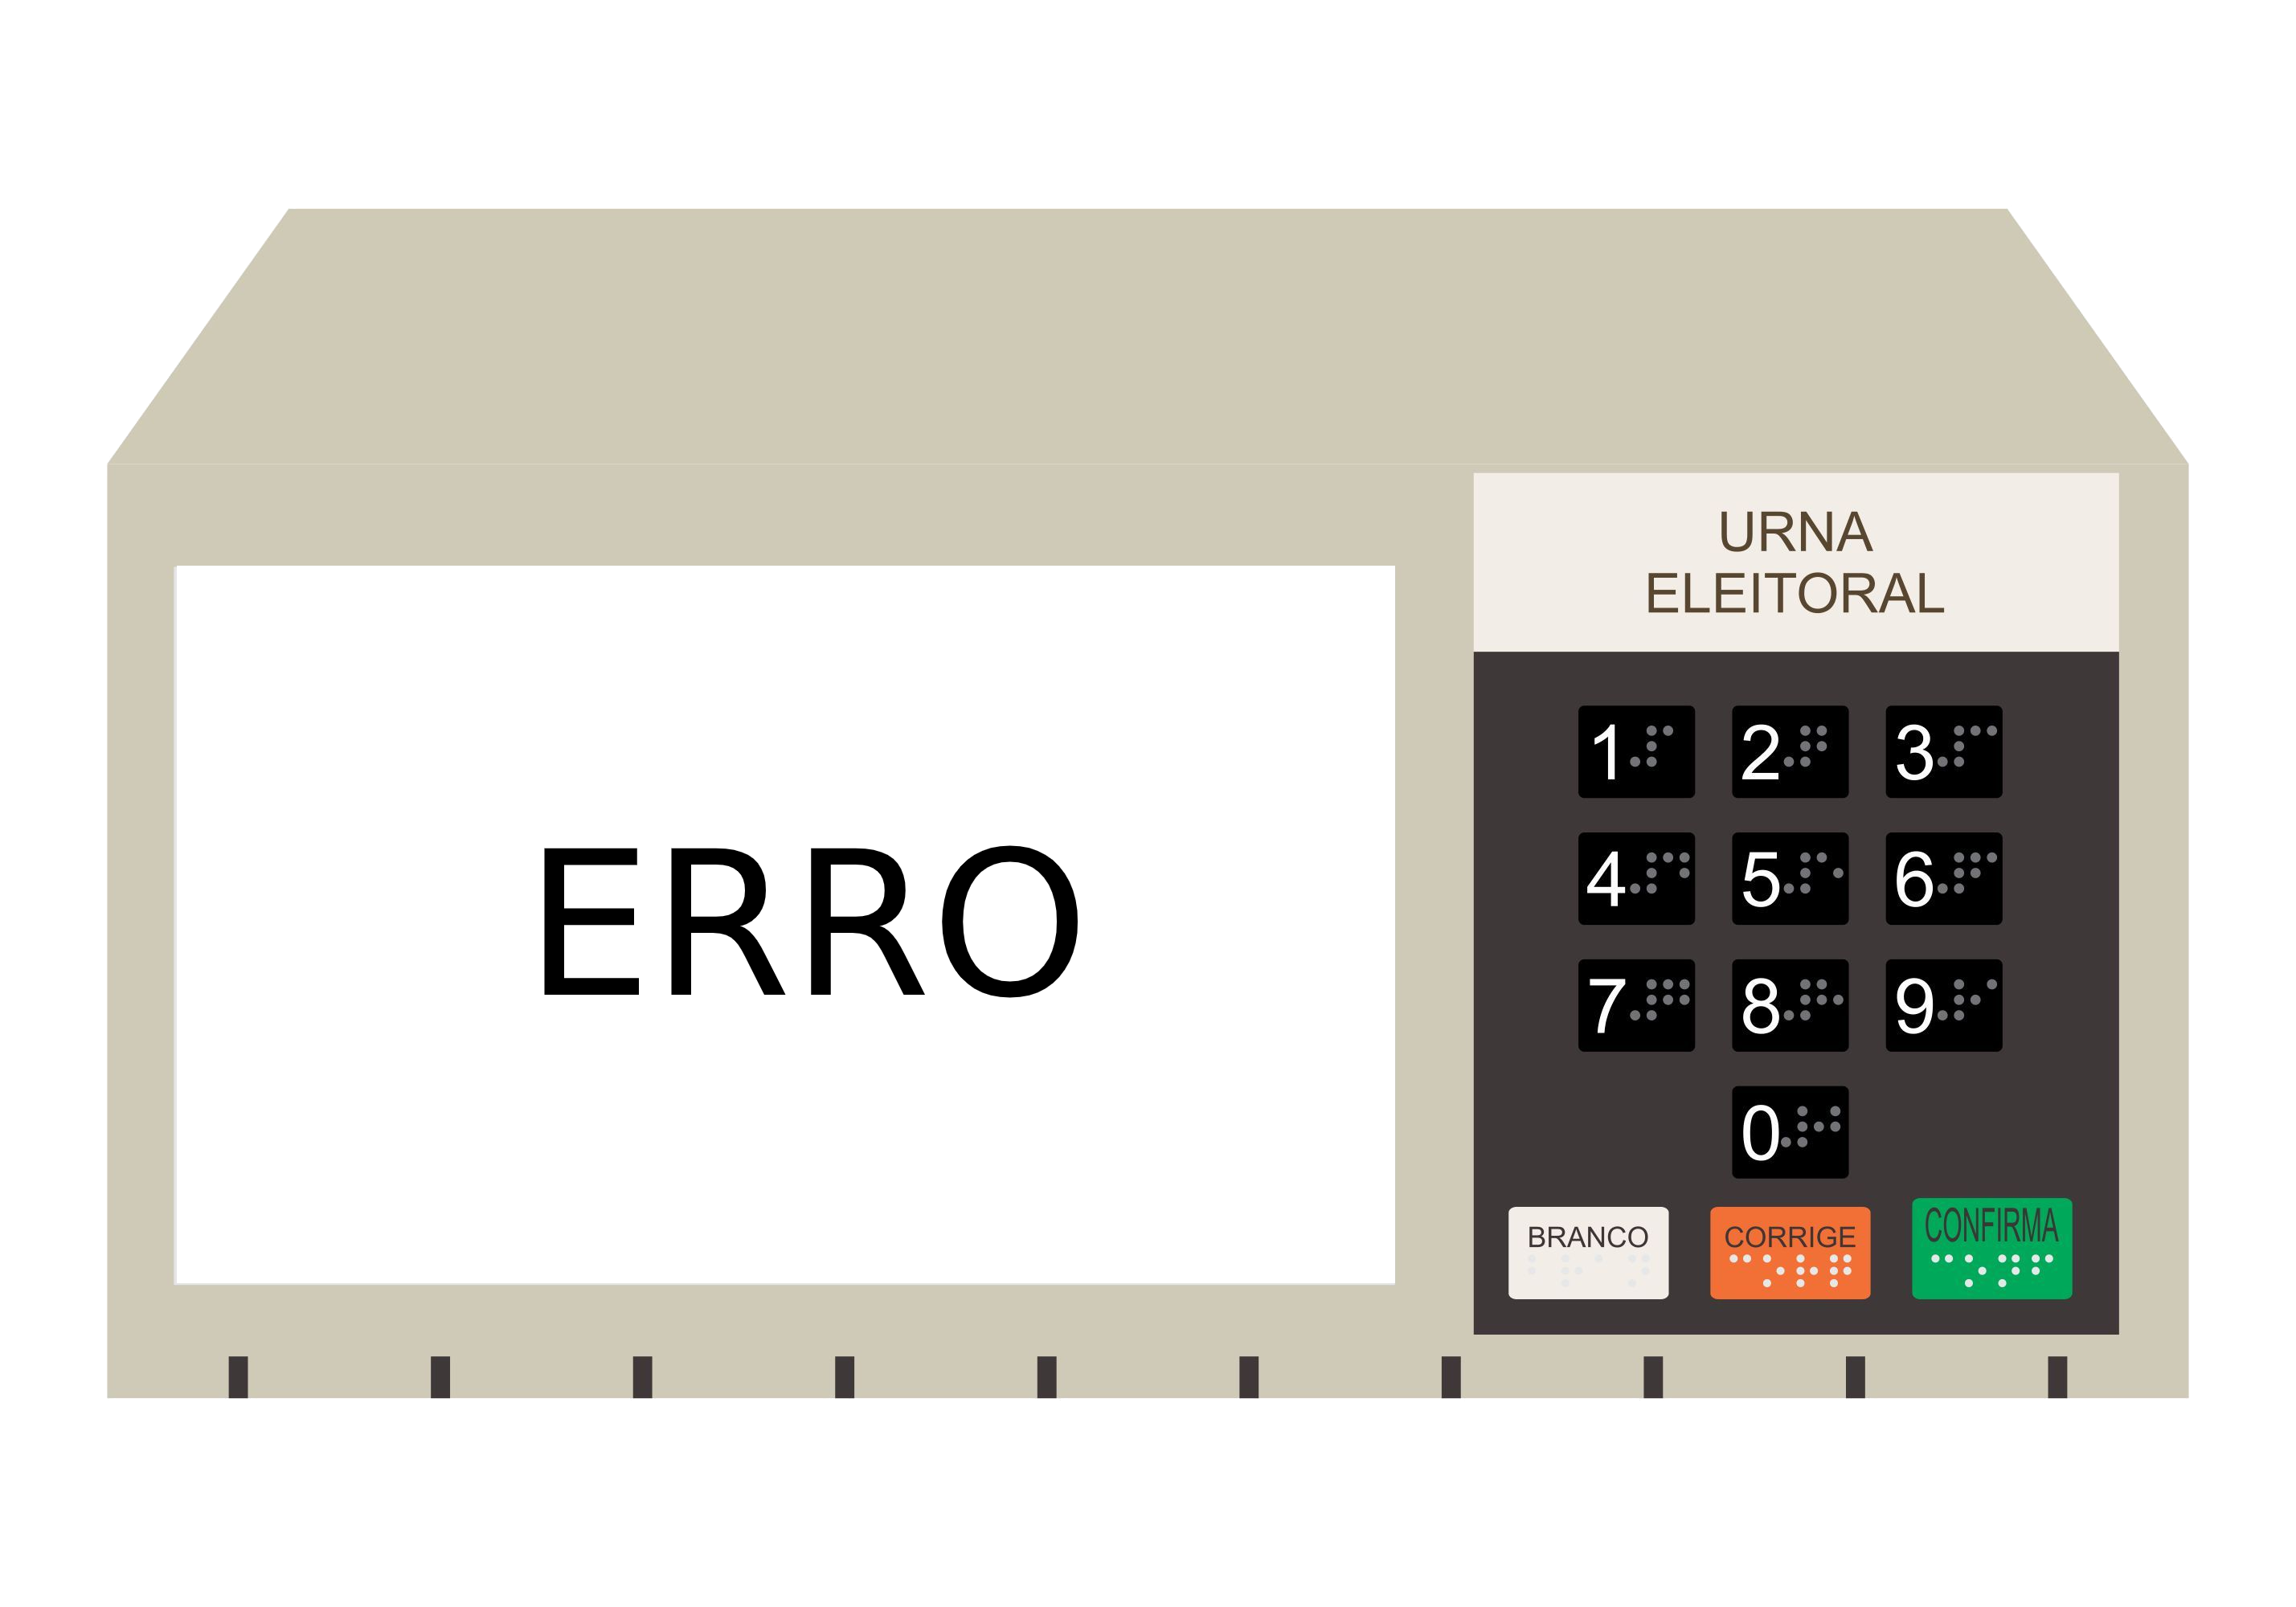 URNA
ELEITORAL
ERRO
1 2 3
4 5 6
7 8 9
0
BRANCO CORRIGE CONFIRMA